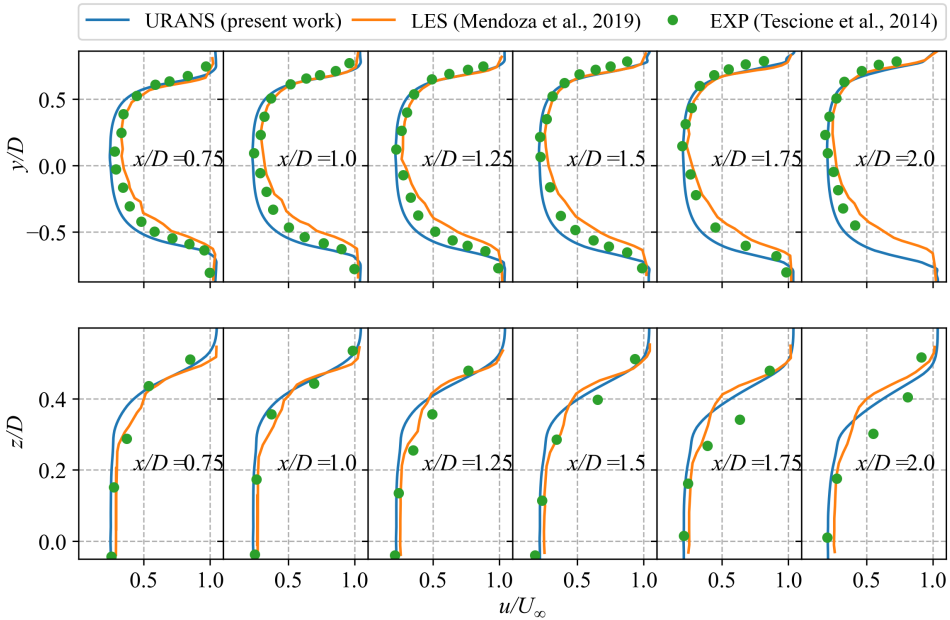 URANS (present work) LES (Mendoza et al., 2019) EXP (Tescione et al., 2014)
0.5
0.0
−0.5
y/D
x/D =0.75 x/D =1.0 x/D =1.25 x/D =1.5 x/D =1.75 x/D =2.0
0.4
0.2
0.0
z/D
x/D =0.75 x/D =1.0 x/D =1.25 x/D =1.5 x/D =1.75 x/D =2.0
0.5 1.0 0.5 1.0 0.5 1.0 0.5 1.0 0.5 1.0 0.5 1.0
u/U∞